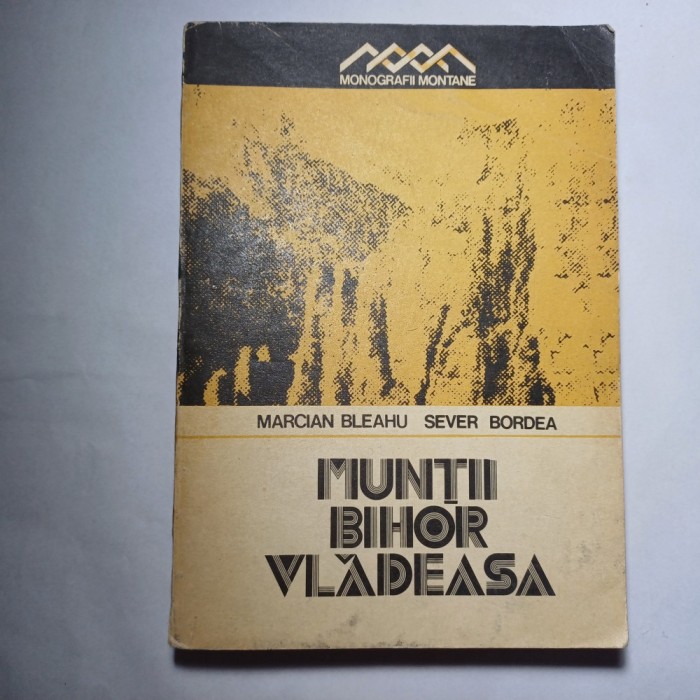 MONOGRAFII MONTANE
MARCIAN BLEAHU SEVER BORDEA
MUNȚII
BIHOR
VLĂDEASA